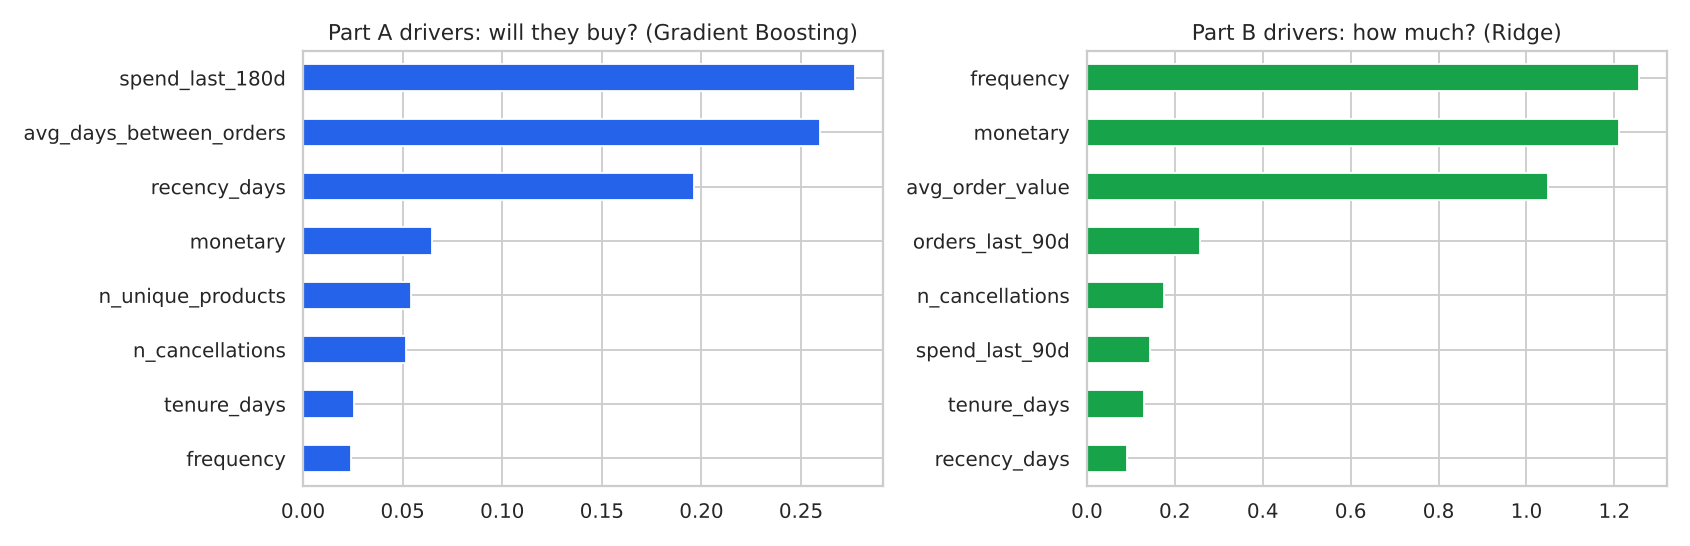 Part A drivers: will they buy? (Gradient Boosting)
spend_last_180d
avg_days_between_orders
recency_days
monetary
n_unique_products
n_cancellations
tenure_days
frequency
0.00 0.05 0.10 0.15 0.20 0.25
Part B drivers: how much? (Ridge)
frequency
monetary
avg_order_value
orders_last_90d
n_cancellations
spend_last_90d
tenure_days
recency_days
0.0 0.2 0.4 0.6 0.8 1.0 1.2